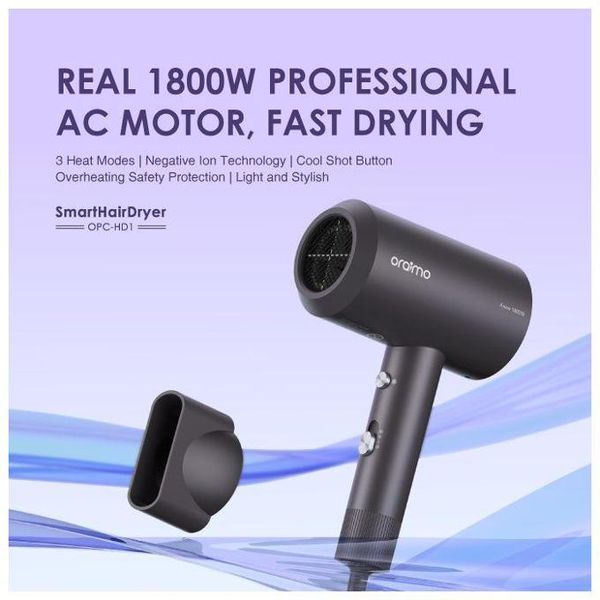 REAL 1800W PROFESSIONAL
AC MOTOR, FAST DRYING
3 Heat Modes | Negative Ion Technology | Cool Shot Button
Overheating Safety Protection | Light and Stylish
SmartHairDryer
OPC-HD1
oraimo
1800W